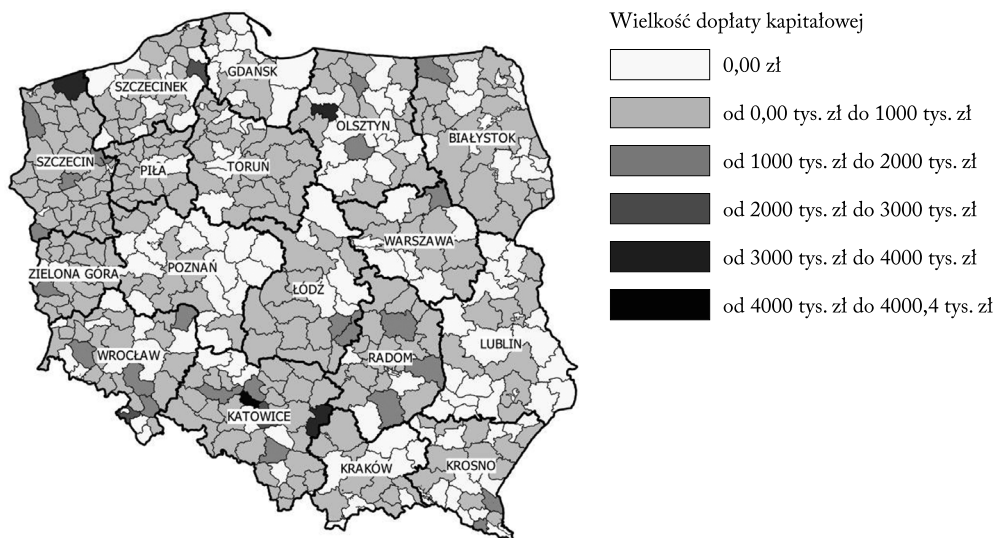 Wielkość dopłaty kapitałowej
0,00 zł
od 0,00 tys. zł do 1000 tys. zł
od 1000 tys. zł do 2000 tys. zł
od 2000 tys. zł do 3000 tys. zł
od 3000 tys. zł do 4000 tys. zł
od 4000 tys. zł do 4000,4 tys. zł
GDAŃSK
SZCZECINEK
OLSZTYN
BIAŁYSTOK
SZCZECIN
PIŁA
TORUŃ
WARSZAWA
ZIELONA GÓRA
POZNAŃ
ŁÓDŹ
LUBLIN
WROCŁAW
RADOM
KATOWICE
KRAKÓW
KROSNO